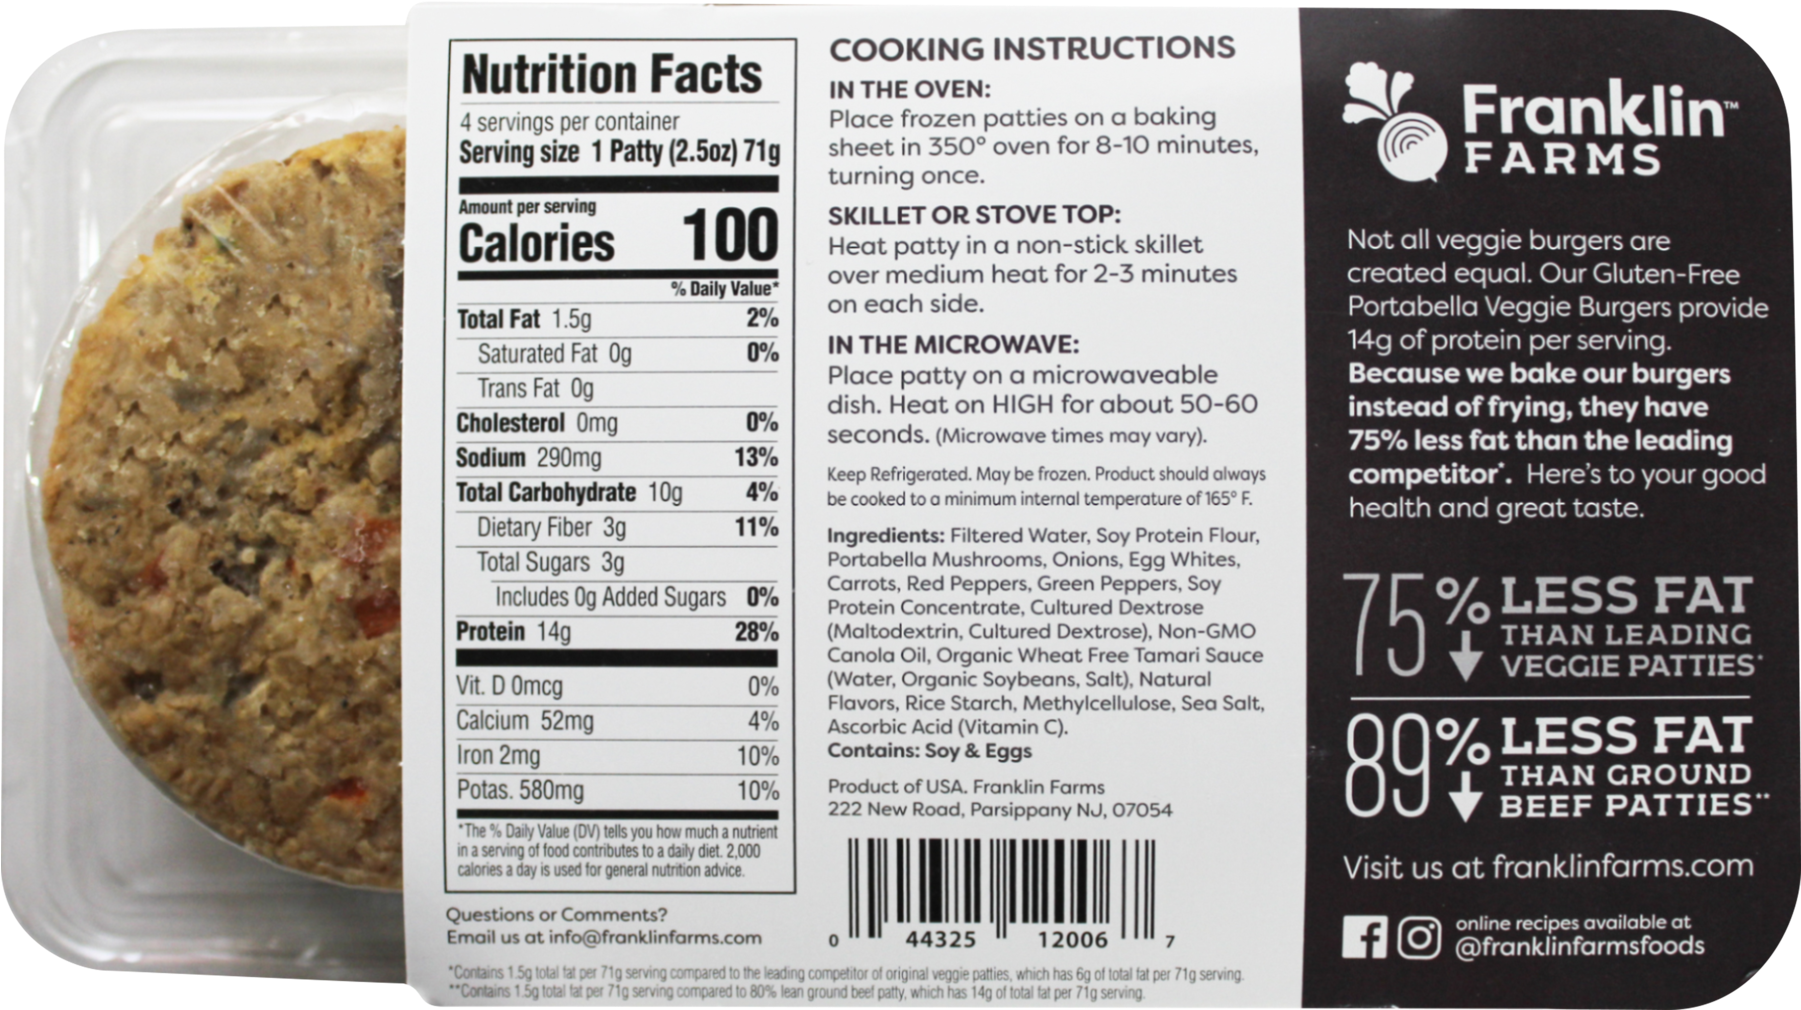 Nutrition Facts
4 servings per container
Serving size 1 Patty (2.5oz) 71g
Amount per serving
Calories 100
% Daily Value*
Total Fat 1.5g 2%
Saturated Fat 0g 0%
Trans Fat 0g
Cholesterol 0mg 0%
Sodium 290mg 13%
Total Carbohydrate 10g 4%
Dietary Fiber 3g 11%
Total Sugars 3g
Includes 0g Added Sugars 0%
Protein 14g 28%
Vit. D 0mcg 0%
Calcium 52mg 4%
Iron 2mg 10%
Potas. 580mg 10%
*The % Daily Value (DV) tells you how much a nutrient
in a serving of food contributes to a daily diet. 2,000
calories a day is used for general nutrition advice.
Questions or Comments?
Email us at info@franklinfarms.com
COOKING INSTRUCTIONS
IN THE OVEN:
Place frozen patties on a baking
sheet in 350° oven for 8-10 minutes,
turning once.
SKILLET OR STOVE TOP:
Heat patty in a non-stick skillet
over medium heat for 2-3 minutes
on each side.
IN THE MICROWAVE:
Place patty on a microwaveable
dish. Heat on HIGH for about 50-60
seconds. (Microwave times may vary).
Keep Refrigerated. May be frozen. Product should always
be cooked to a minimum internal temperature of 165° F.
Ingredients: Filtered Water, Soy Protein Flour,
Portabella Mushrooms, Onions, Egg Whites,
Carrots, Red Peppers, Green Peppers, Soy
Protein Concentrate, Cultured Dextrose
(Maltodextrin, Cultured Dextrose), Non-GMO
Canola Oil, Organic Wheat Free Tamari Sauce
(Water, Organic Soybeans, Salt), Natural
Flavors, Rice Starch, Methylcellulose, Sea Salt,
Ascorbic Acid (Vitamin C).
Contains: Soy & Eggs
Product of USA. Franklin Farms
222 New Road, Parsippany NJ, 07054
0 44325 12006 7
*Contains 1.5g total fat per 71g serving compared to the leading competitor of original veggie patties, which has 6g of total fat per 71g serving.
**Contains 1.5g total fat per 71g serving compared to 80% lean ground beef patty, which has 14g of total fat per 71g serving.
Franklin™
FARMS
Not all veggie burgers are
created equal. Our Gluten-Free
Portabella Veggie Burgers provide
14g of protein per serving.
Because we bake our burgers
instead of frying, they have
75% less fat than the leading
competitor*. Here's to your good
health and great taste.
75% LESS FAT
THAN LEADING
VEGGIE PATTIES*
89% LESS FAT
THAN GROUND
BEEF PATTIES**
Visit us at franklinfarms.com
online recipes available at
@franklinfarmsfoods